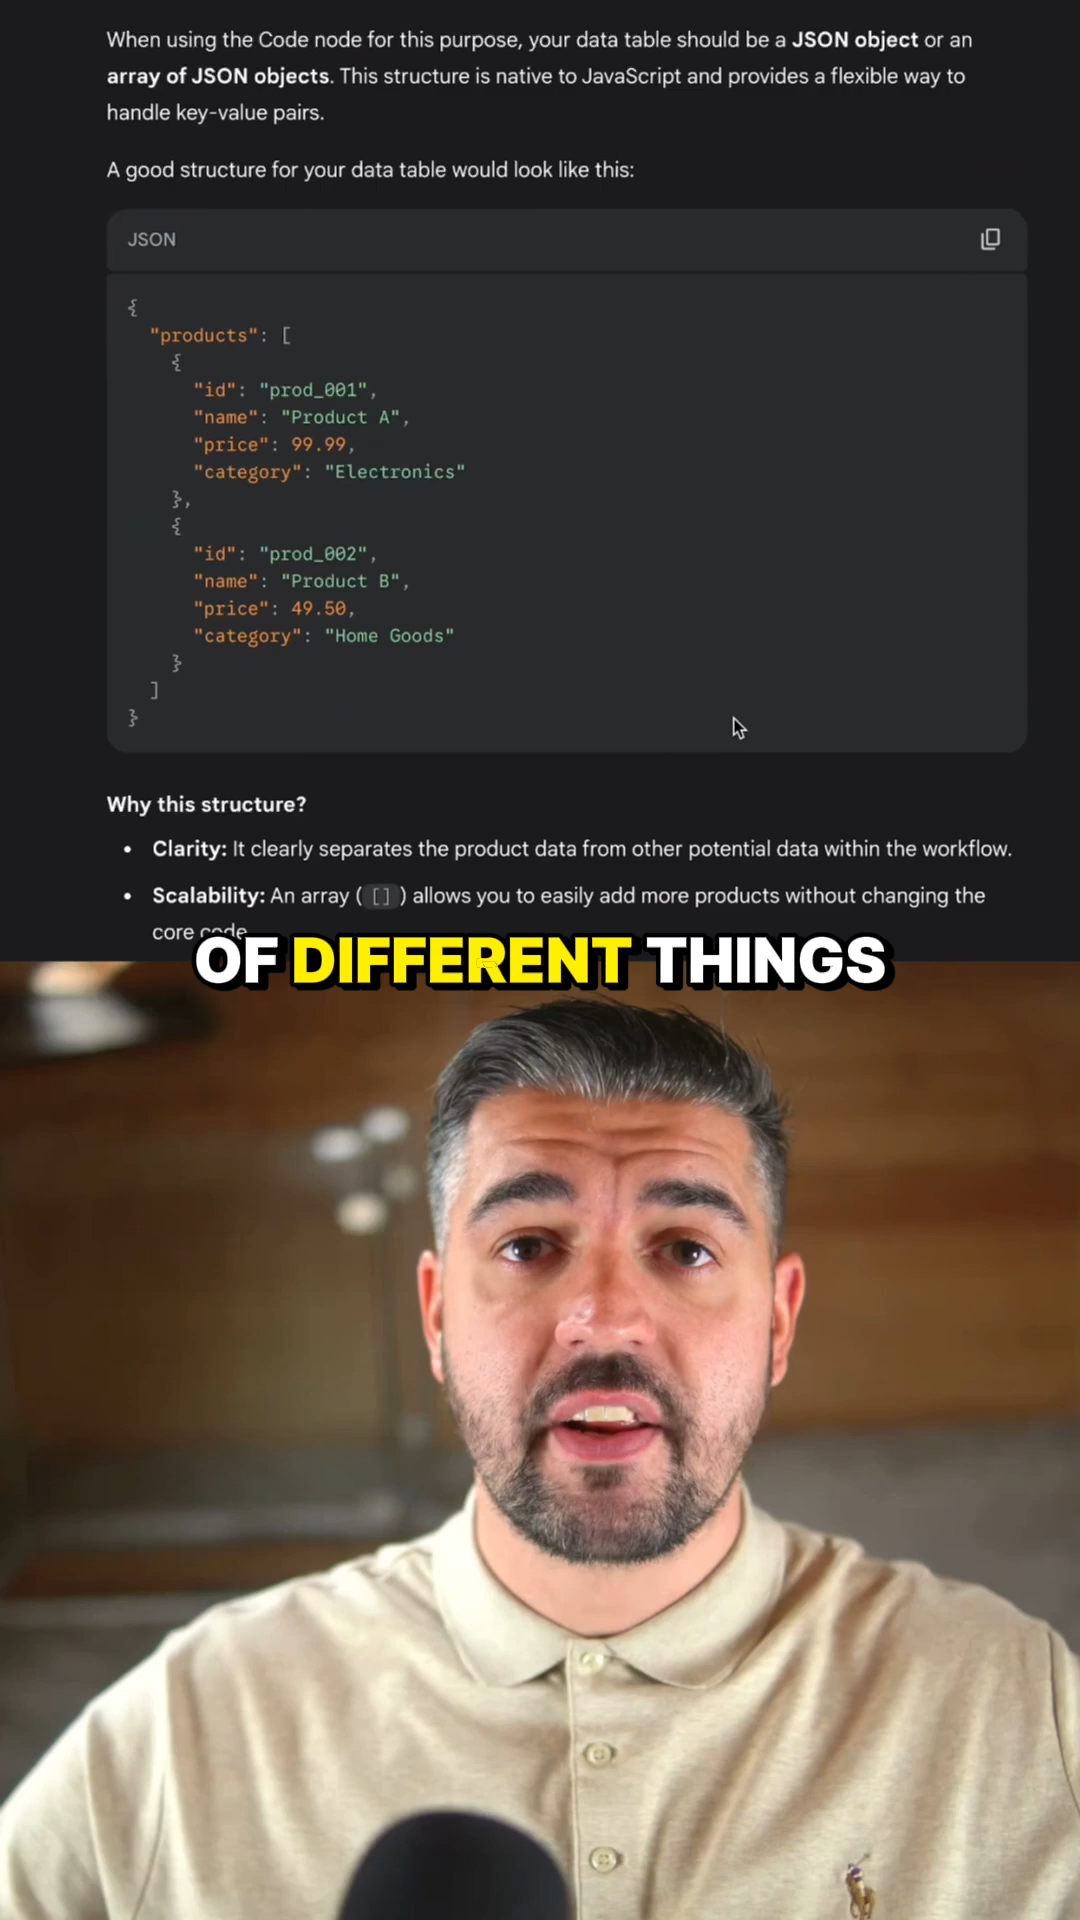 When using the Code node for this purpose, your data table should be a JSON object or an
array of JSON objects. This structure is native to JavaScript and provides a flexible way to
handle key-value pairs.
A good structure for your data table would look like this:
JSON
{
"products": [
{
"id": "prod_001",
"name": "Product A",
"price": 99.99,
"category": "Electronics"
},
{
"id": "prod_002",
"name": "Product B",
"price": 49.50,
"category": "Home Goods"
}
]
}
Why this structure?
• Clarity: It clearly separates the product data from other potential data within the workflow.
• Scalability: An array ( [] ) allows you to easily add more products without changing the
core code
OF DIFFERENT THINGS